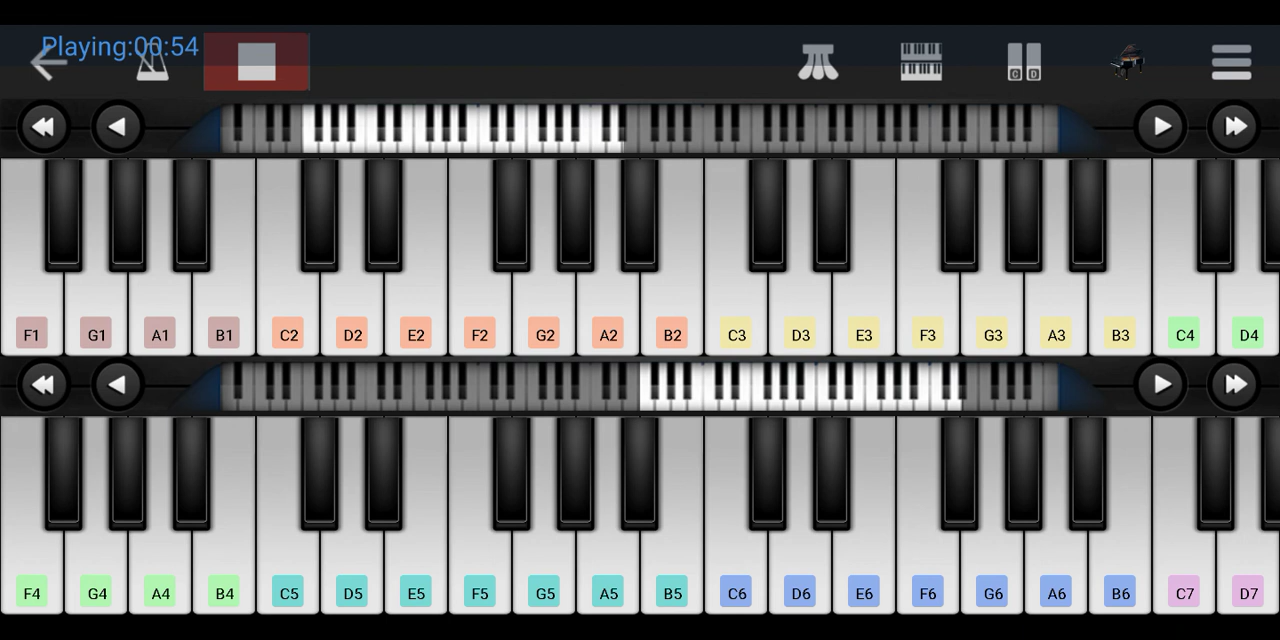 Playing:00:54
C D
F1 G1 A1 B1 C2 D2 E2 F2 G2 A2 B2 C3 D3 E3 F3 G3 A3 B3 C4 D4
F4 G4 A4 B4 C5 D5 E5 F5 G5 A5 B5 C6 D6 E6 F6 G6 A6 B6 C7 D7